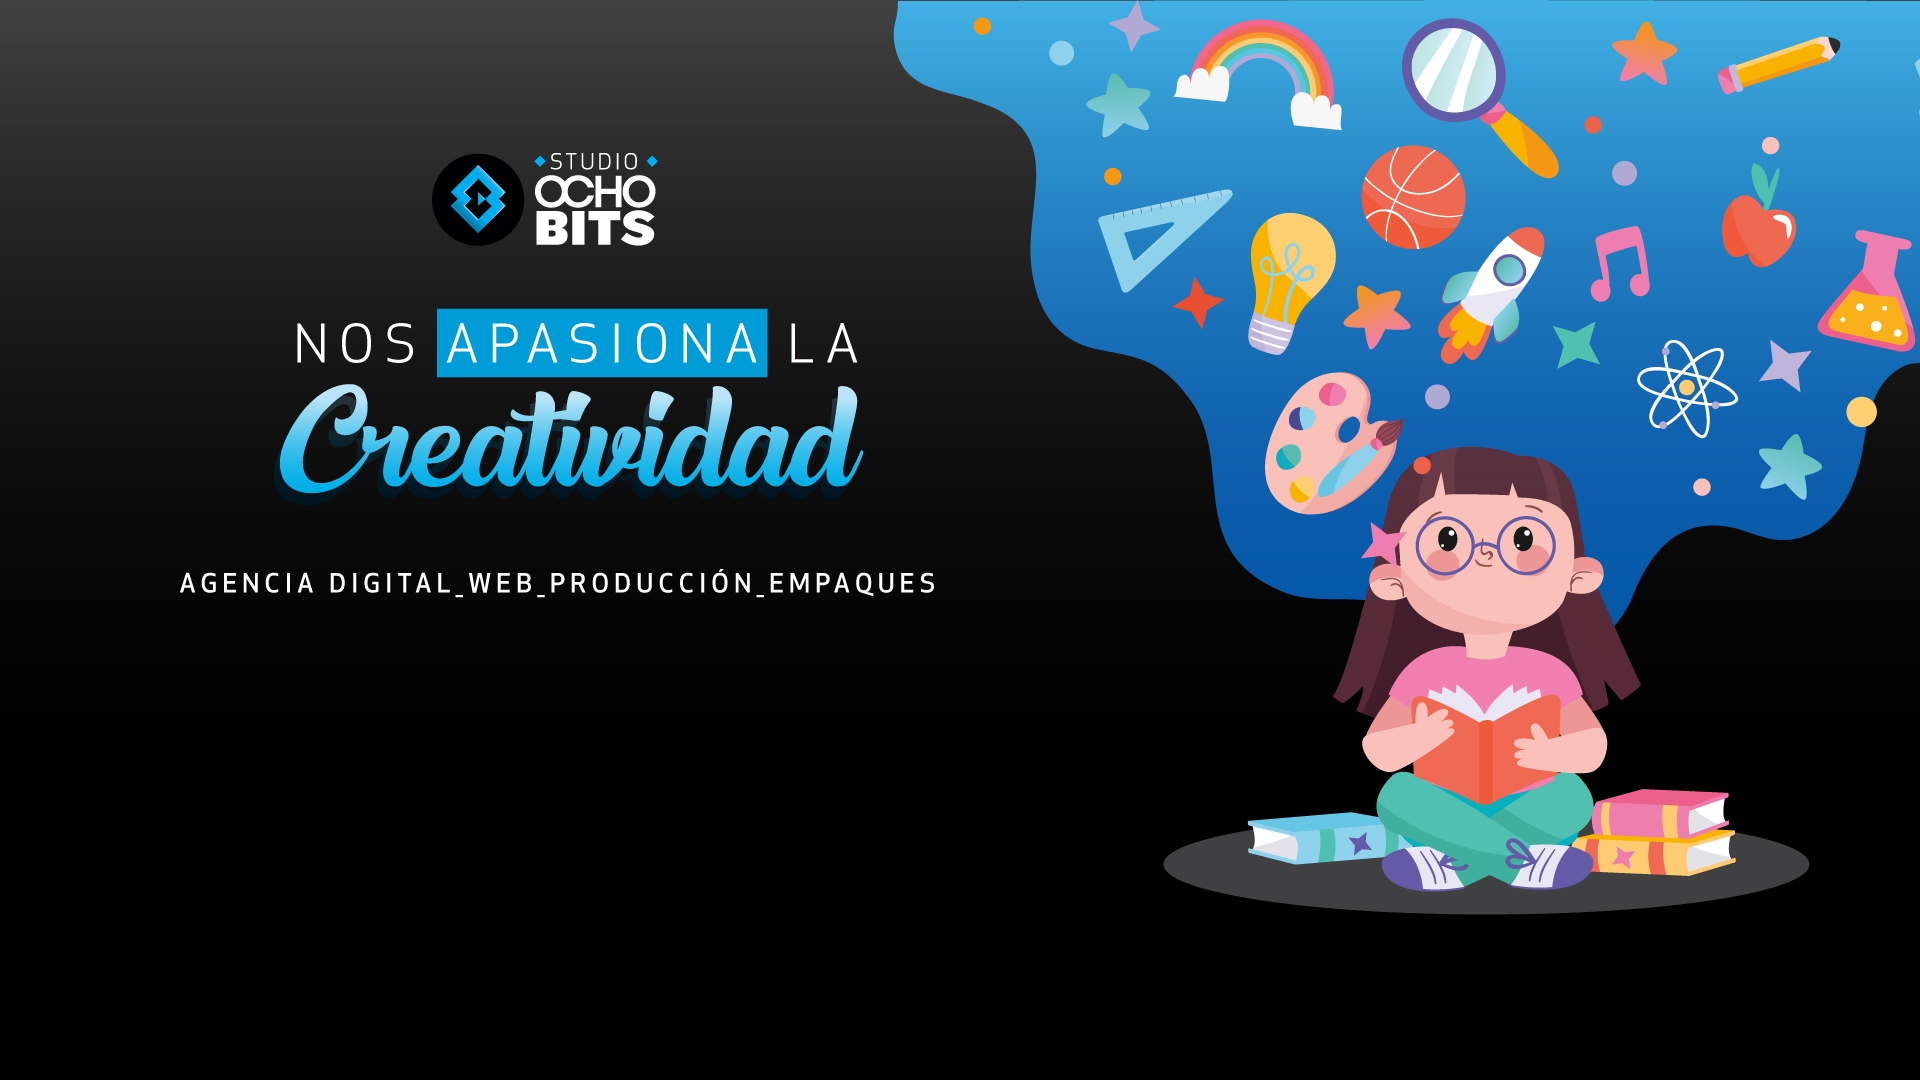 STUDIO
OCHO
BITS
NOS APASIONA LA
Creatividad
AGENCIA DIGITAL_WEB_PRODUCCIÓN_EMPAQUES